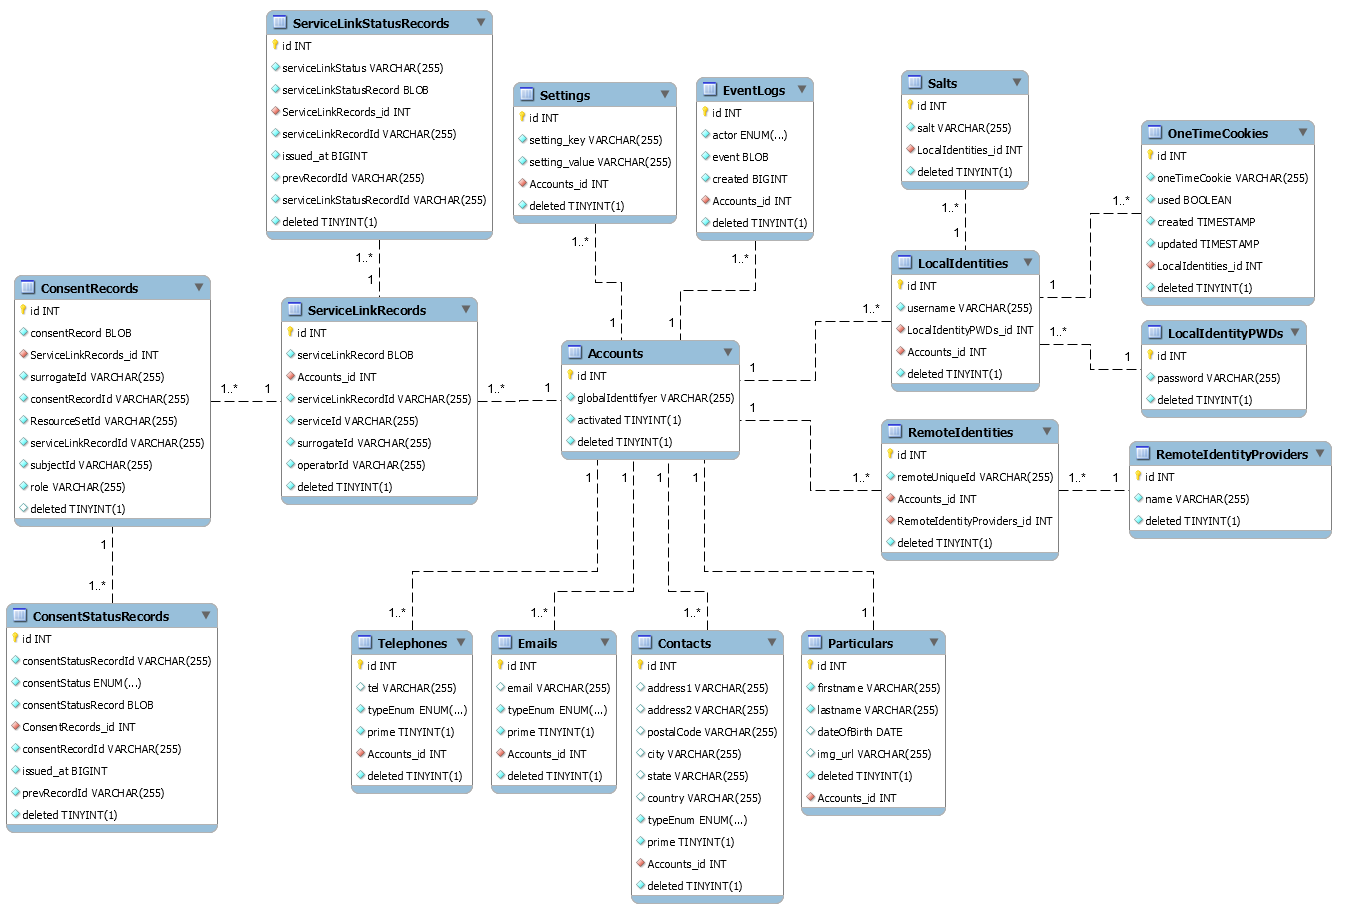 ServiceLinkStatusRecords
id INT
serviceLinkStatus VARCHAR(255)
serviceLinkStatusRecord BLOB
ServiceLinkRecords_id INT
serviceLinkRecordId VARCHAR(255)
issued_at BIGINT
prevRecordId VARCHAR(255)
serviceLinkStatusRecordId VARCHAR(255)
deleted TINYINT(1)
1..*
1
Settings
id INT
setting_key VARCHAR(255)
setting_value VARCHAR(255)
Accounts_id INT
deleted TINYINT(1)
1..*
1
EventLogs
id INT
actor ENUM(...)
event BLOB
created BIGINT
Accounts_id INT
deleted TINYINT(1)
1..*
1
Salts
id INT
salt VARCHAR(255)
LocalIdentities_id INT
deleted TINYINT(1)
1..*
1
OneTimeCookies
id INT
oneTimeCookie VARCHAR(255)
used BOOLEAN
created TIMESTAMP
updated TIMESTAMP
LocalIdentities_id INT
deleted TINYINT(1)
1..*
1
ConsentRecords
id INT
consentRecord BLOB
ServiceLinkRecords_id INT
surrogateId VARCHAR(255)
consentRecordId VARCHAR(255)
ResourceSetId VARCHAR(255)
serviceLinkRecordId VARCHAR(255)
subjectId VARCHAR(255)
role VARCHAR(255)
deleted TINYINT(1)
1..*
1
ServiceLinkRecords
id INT
serviceLinkRecord BLOB
Accounts_id INT
serviceLinkRecordId VARCHAR(255)
serviceId VARCHAR(255)
surrogateId VARCHAR(255)
operatorId VARCHAR(255)
deleted TINYINT(1)
1..*
1
Accounts
id INT
globalIdenttifyer VARCHAR(255)
activated TINYINT(1)
deleted TINYINT(1)
1
1..*
LocalIdentities
id INT
username VARCHAR(255)
LocalIdentityPWDs_id INT
Accounts_id INT
deleted TINYINT(1)
1..*
1
LocalIdentityPWDs
id INT
password VARCHAR(255)
deleted TINYINT(1)
1
1..*
RemoteIdentities
id INT
remoteUniqueId VARCHAR(255)
Accounts_id INT
RemoteIdentityProviders_id INT
deleted TINYINT(1)
1..*
1
RemoteIdentityProviders
id INT
name VARCHAR(255)
deleted TINYINT(1)
1
1..*
ConsentStatusRecords
id INT
consentStatusRecordId VARCHAR(255)
consentStatus ENUM(...)
consentStatusRecord BLOB
ConsentRecords_id INT
consentRecordId VARCHAR(255)
issued_at BIGINT
prevRecordId VARCHAR(255)
deleted TINYINT(1)
1
1..*
Telephones
id INT
tel VARCHAR(255)
typeEnum ENUM(...)
prime TINYINT(1)
Accounts_id INT
deleted TINYINT(1)
1
1..*
Emails
id INT
email VARCHAR(255)
typeEnum ENUM(...)
prime TINYINT(1)
Accounts_id INT
deleted TINYINT(1)
1
1..*
Contacts
id INT
address1 VARCHAR(255)
address2 VARCHAR(255)
postalCode VARCHAR(255)
city VARCHAR(255)
state VARCHAR(255)
country VARCHAR(255)
typeEnum ENUM(...)
prime TINYINT(1)
Accounts_id INT
deleted TINYINT(1)
1
1
Particulars
id INT
firstname VARCHAR(255)
lastname VARCHAR(255)
dateOfBirth DATE
img_url VARCHAR(255)
deleted TINYINT(1)
Accounts_id INT